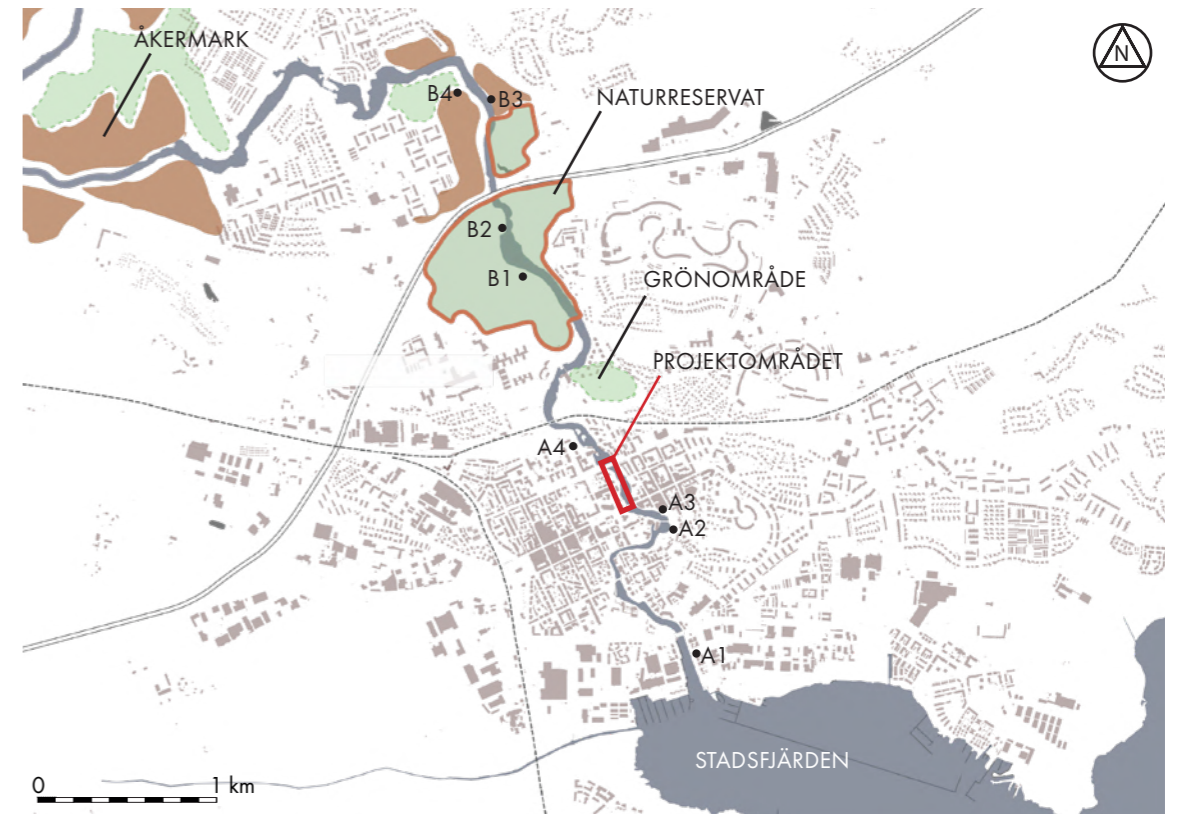 ÅKERMARK
N
B4
B3
NATURRESERVAT
B2
B1
GRÖNOMRÅDE
PROJEKTOMRÅDET
A4
A3
A2
A1
STADSFJÄRDEN
0 1 km